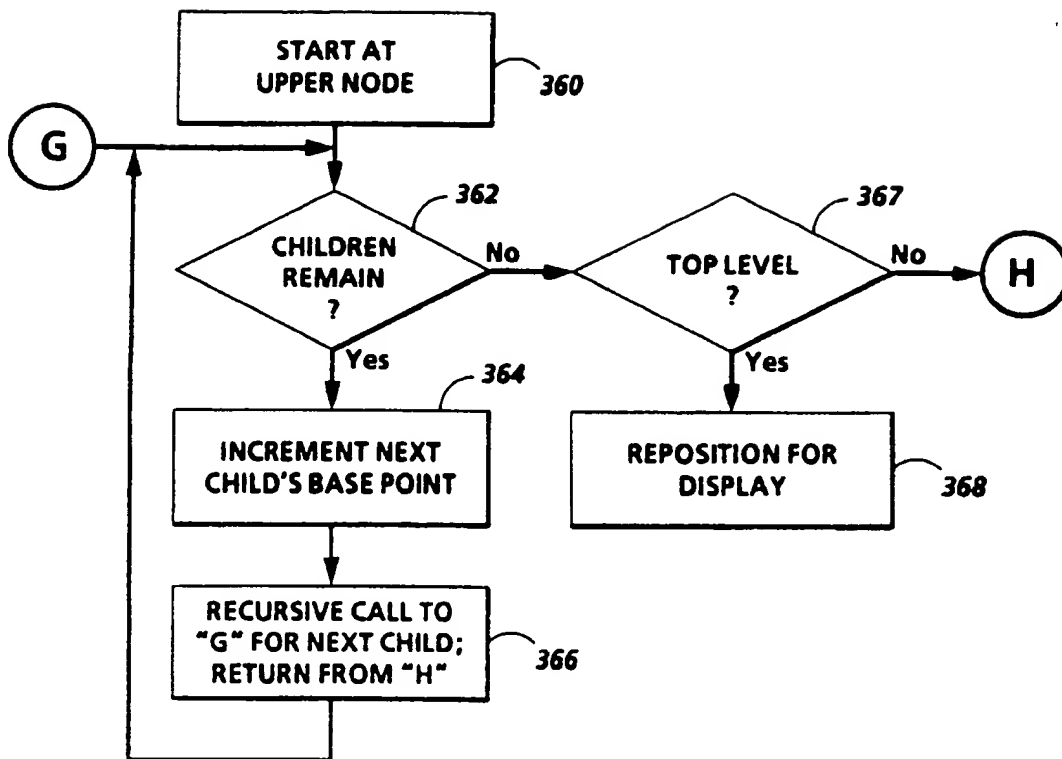 START AT
UPPER NODE
360
G
362
367
CHILDREN
REMAIN
?
No
TOP LEVEL
?
No
H
Yes
Yes
364
INCREMENT NEXT
CHILD'S BASE POINT
REPOSITION FOR
DISPLAY
368
RECURSIVE CALL TO
"G" FOR NEXT CHILD;
RETURN FROM "H"
366